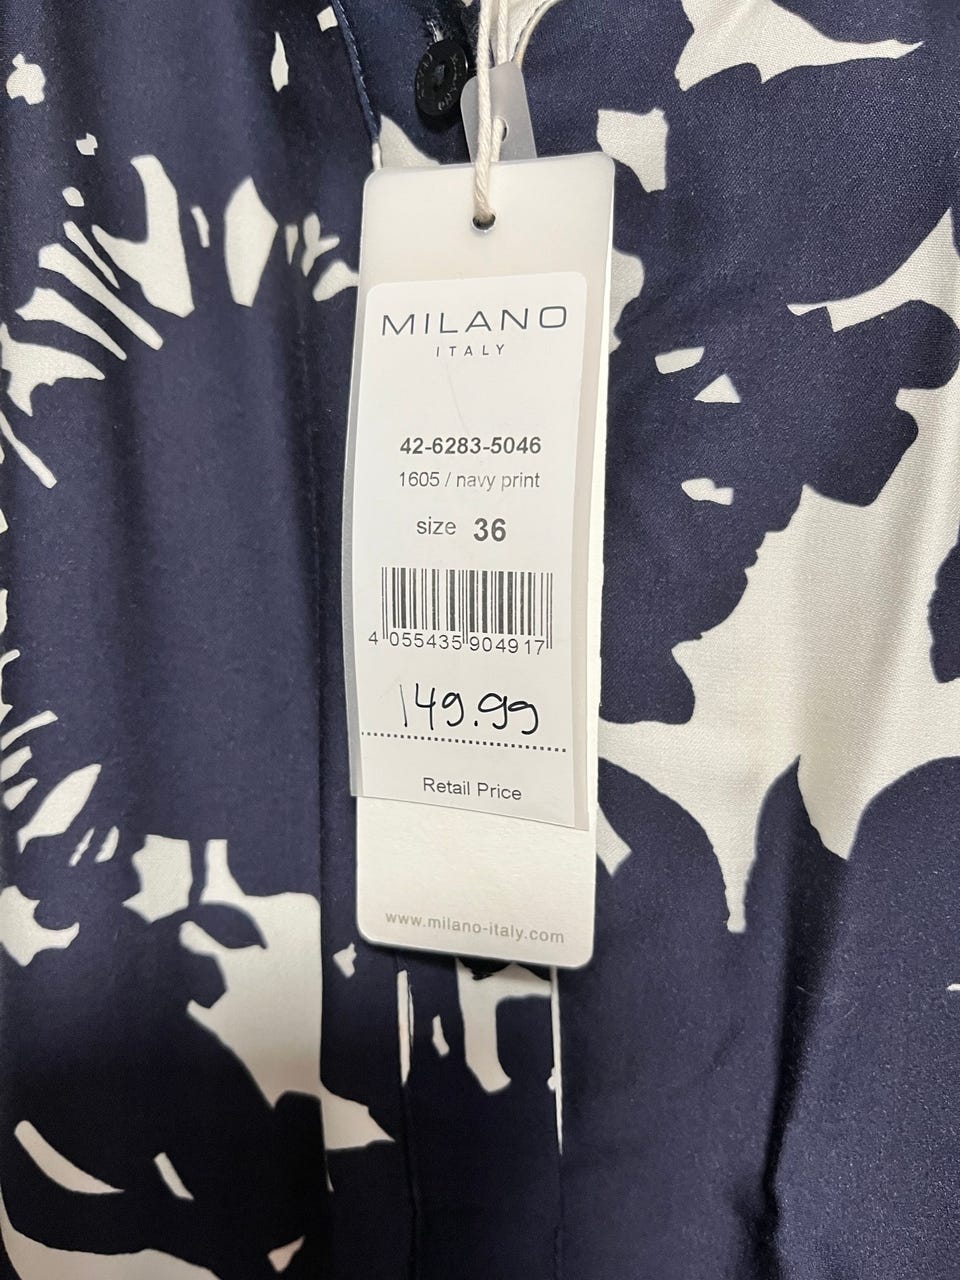 MILANO
ITALY
42-6283-5046
1605 / navy print
size 36
4 055435 904917
149.99
Retail Price
www.milano-italy.com